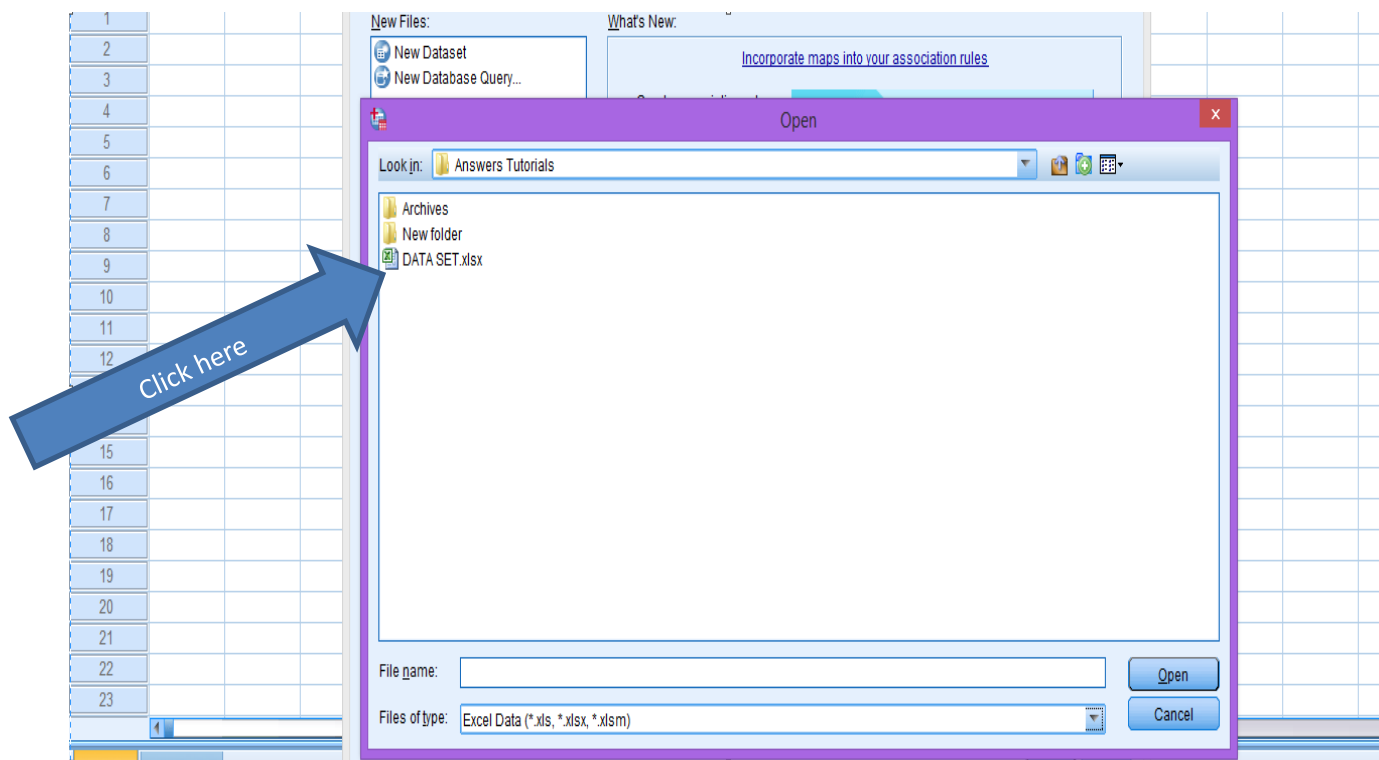 1
New Files:
What's New:
2
New Dataset
Incorporate maps into your association rules
3
New Database Query...
4
Open
x
5
Look in:
Answers Tutorials
6
7
Archives
8
New folder
9
DATA SET.xlsx
10
11
12
Click here
15
16
17
18
19
20
21
22
File name:
Open
23
Files of type:
Excel Data (*.xls, *.xlsx, *.xlsm)
Cancel